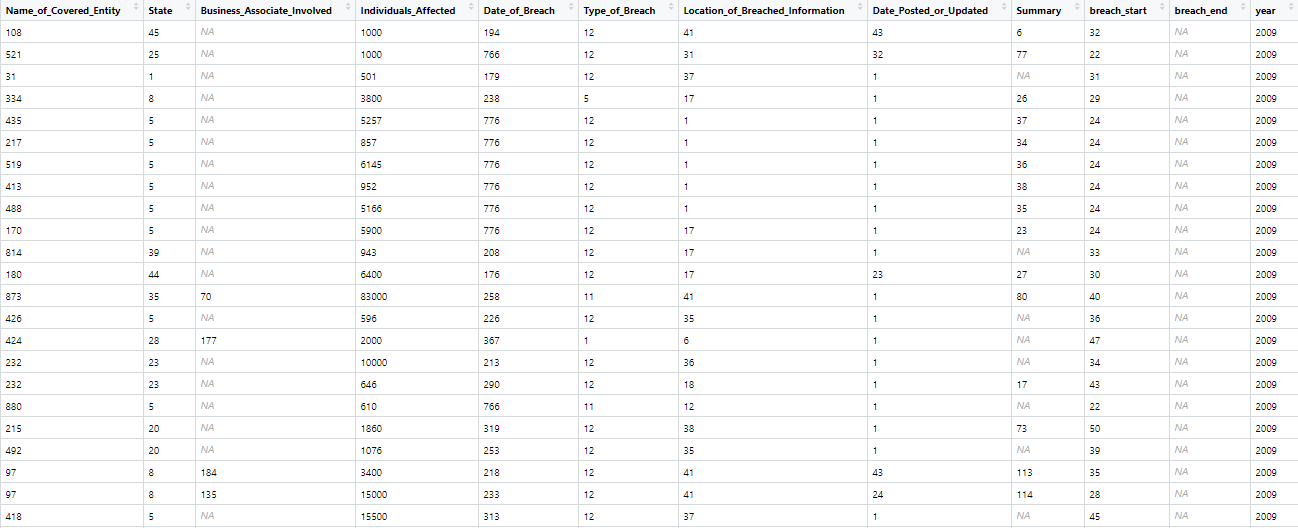 Name_of_Covered_Entity State Business_Associate_Involved Individuals_Affected Date_of_Breach Type_of_Breach Location_of_Breached_Information Date_Posted_or_Updated Summary breach_start breach_end year
108 45 NA 1000 194 12 41 43 6 32 NA 2009
521 25 NA 1000 766 12 31 32 77 22 NA 2009
31 1 NA 501 179 12 37 1 NA 31 NA 2009
334 8 NA 3800 238 5 17 1 26 29 NA 2009
435 5 NA 5257 776 12 1 1 37 24 NA 2009
217 5 NA 857 776 12 1 1 34 24 NA 2009
519 5 NA 6145 776 12 1 1 36 24 NA 2009
413 5 NA 952 776 12 1 1 38 24 NA 2009
488 5 NA 5166 776 12 1 1 35 24 NA 2009
170 5 NA 5900 776 12 17 1 23 24 NA 2009
814 39 NA 943 208 12 17 1 NA 33 NA 2009
180 44 NA 6400 176 12 17 23 27 30 NA 2009
873 35 70 83000 258 11 41 1 80 40 NA 2009
426 5 NA 596 226 12 35 1 NA 36 NA 2009
424 28 177 2000 367 1 6 1 NA 47 NA 2009
232 23 NA 10000 213 12 36 1 NA 34 NA 2009
232 23 NA 646 290 12 18 1 17 43 NA 2009
880 5 NA 610 766 11 12 1 NA 22 NA 2009
215 20 NA 1860 319 12 38 1 73 50 NA 2009
492 20 NA 1076 253 12 35 1 NA 39 NA 2009
97 8 184 3400 218 12 41 43 113 35 NA 2009
97 8 135 15000 233 12 41 24 114 28 NA 2009
418 5 NA 15500 313 12 37 1 NA 45 NA 2009